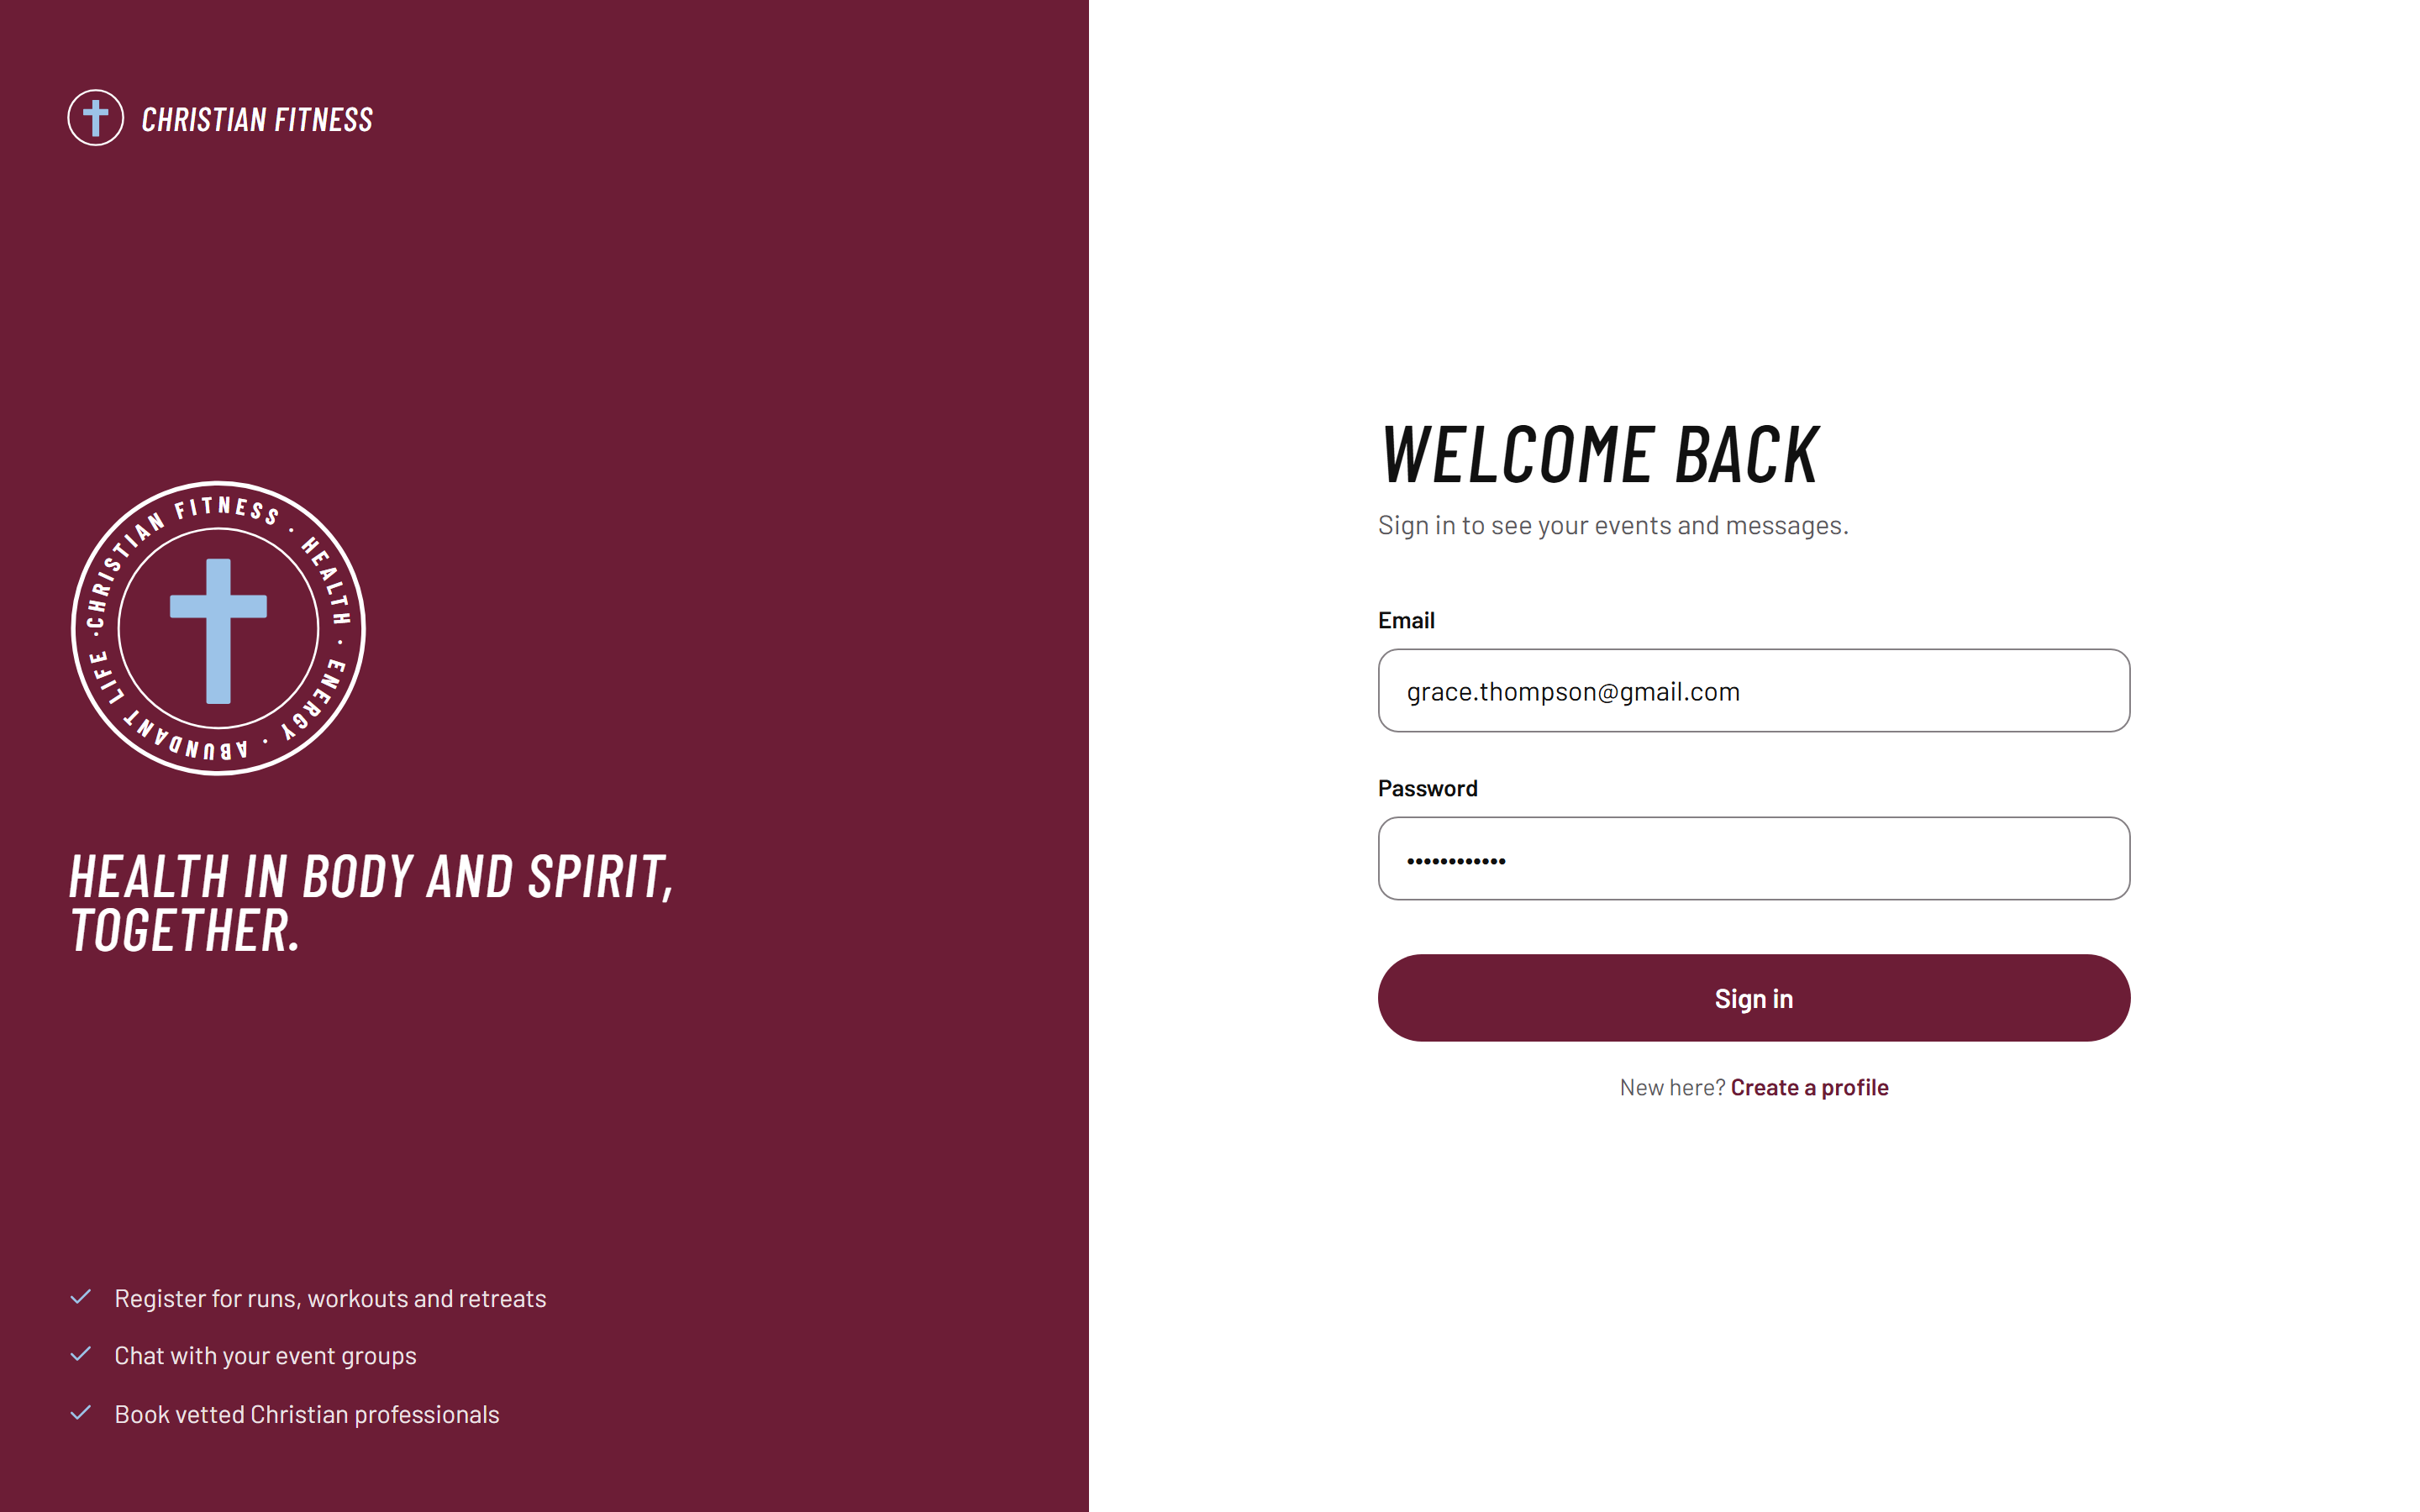 CHRISTIAN FITNESS
CHRISTIAN FITNESS · HEALTH · ENERGY · ABUNDANT LIFE ·
HEALTH IN BODY AND SPIRIT,
TOGETHER.
Register for runs, workouts and retreats
Chat with your event groups
Book vetted Christian professionals
WELCOME BACK
Sign in to see your events and messages.
Email
grace.thompson@gmail.com
Password
••••••••••••
Sign in
New here? Create a profile